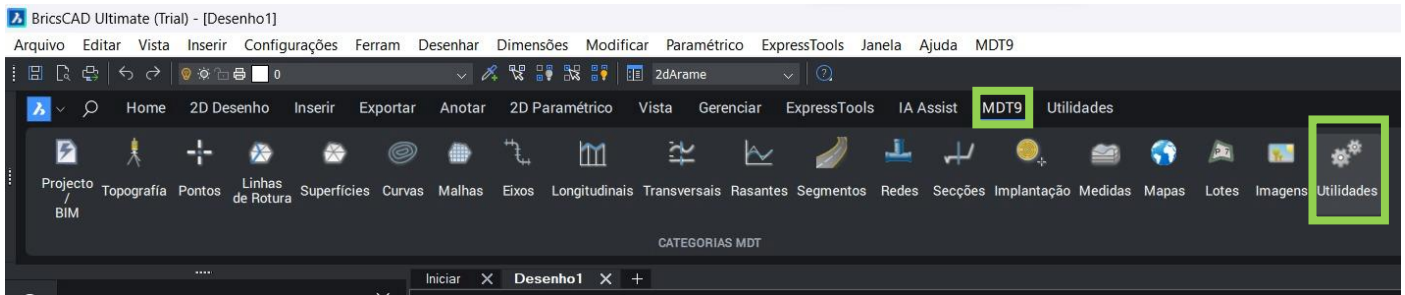 BricsCAD Ultimate (Trial) - [Desenho1]
Arquivo Editar Vista Inserir Configurações Ferram Desenhar Dimensões Modificar Paramétrico ExpressTools Janela Ajuda MDT9
0 2dArame
Home 2D Desenho Inserir Exportar Anotar 2D Paramétrico Vista Gerenciar ExpressTools IA Assist MDT9 Utilidades
Projecto / BIM Topografía Pontos Linhas de Rotura Superfícies Curvas Malhas Eixos Longitudinais Transversais Rasantes Segmentos Redes Secções Implantação Medidas Mapas Lotes Imagens Utilidades
CATEGORIAS MDT
Iniciar Desenho1